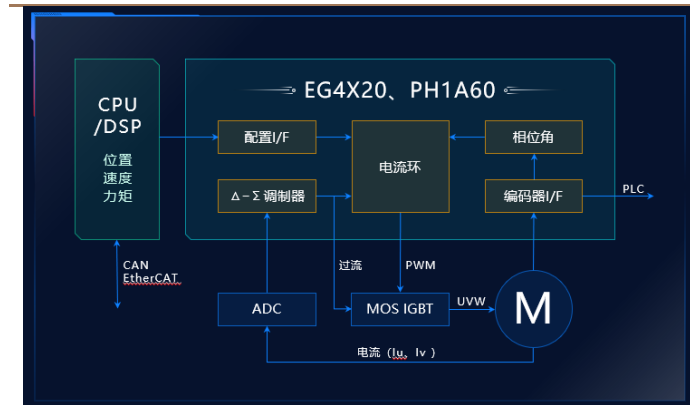 EG4X20、PH1A60
CPU
/DSP
位置
速度
力矩
配置I/F
电流环
相位角
Δ-Σ 调制器
编码器I/F
PLC
CAN
EtherCAT
过流
PWM
ADC
MOS IGBT
UVW
M
电流（Iu、Iv ）